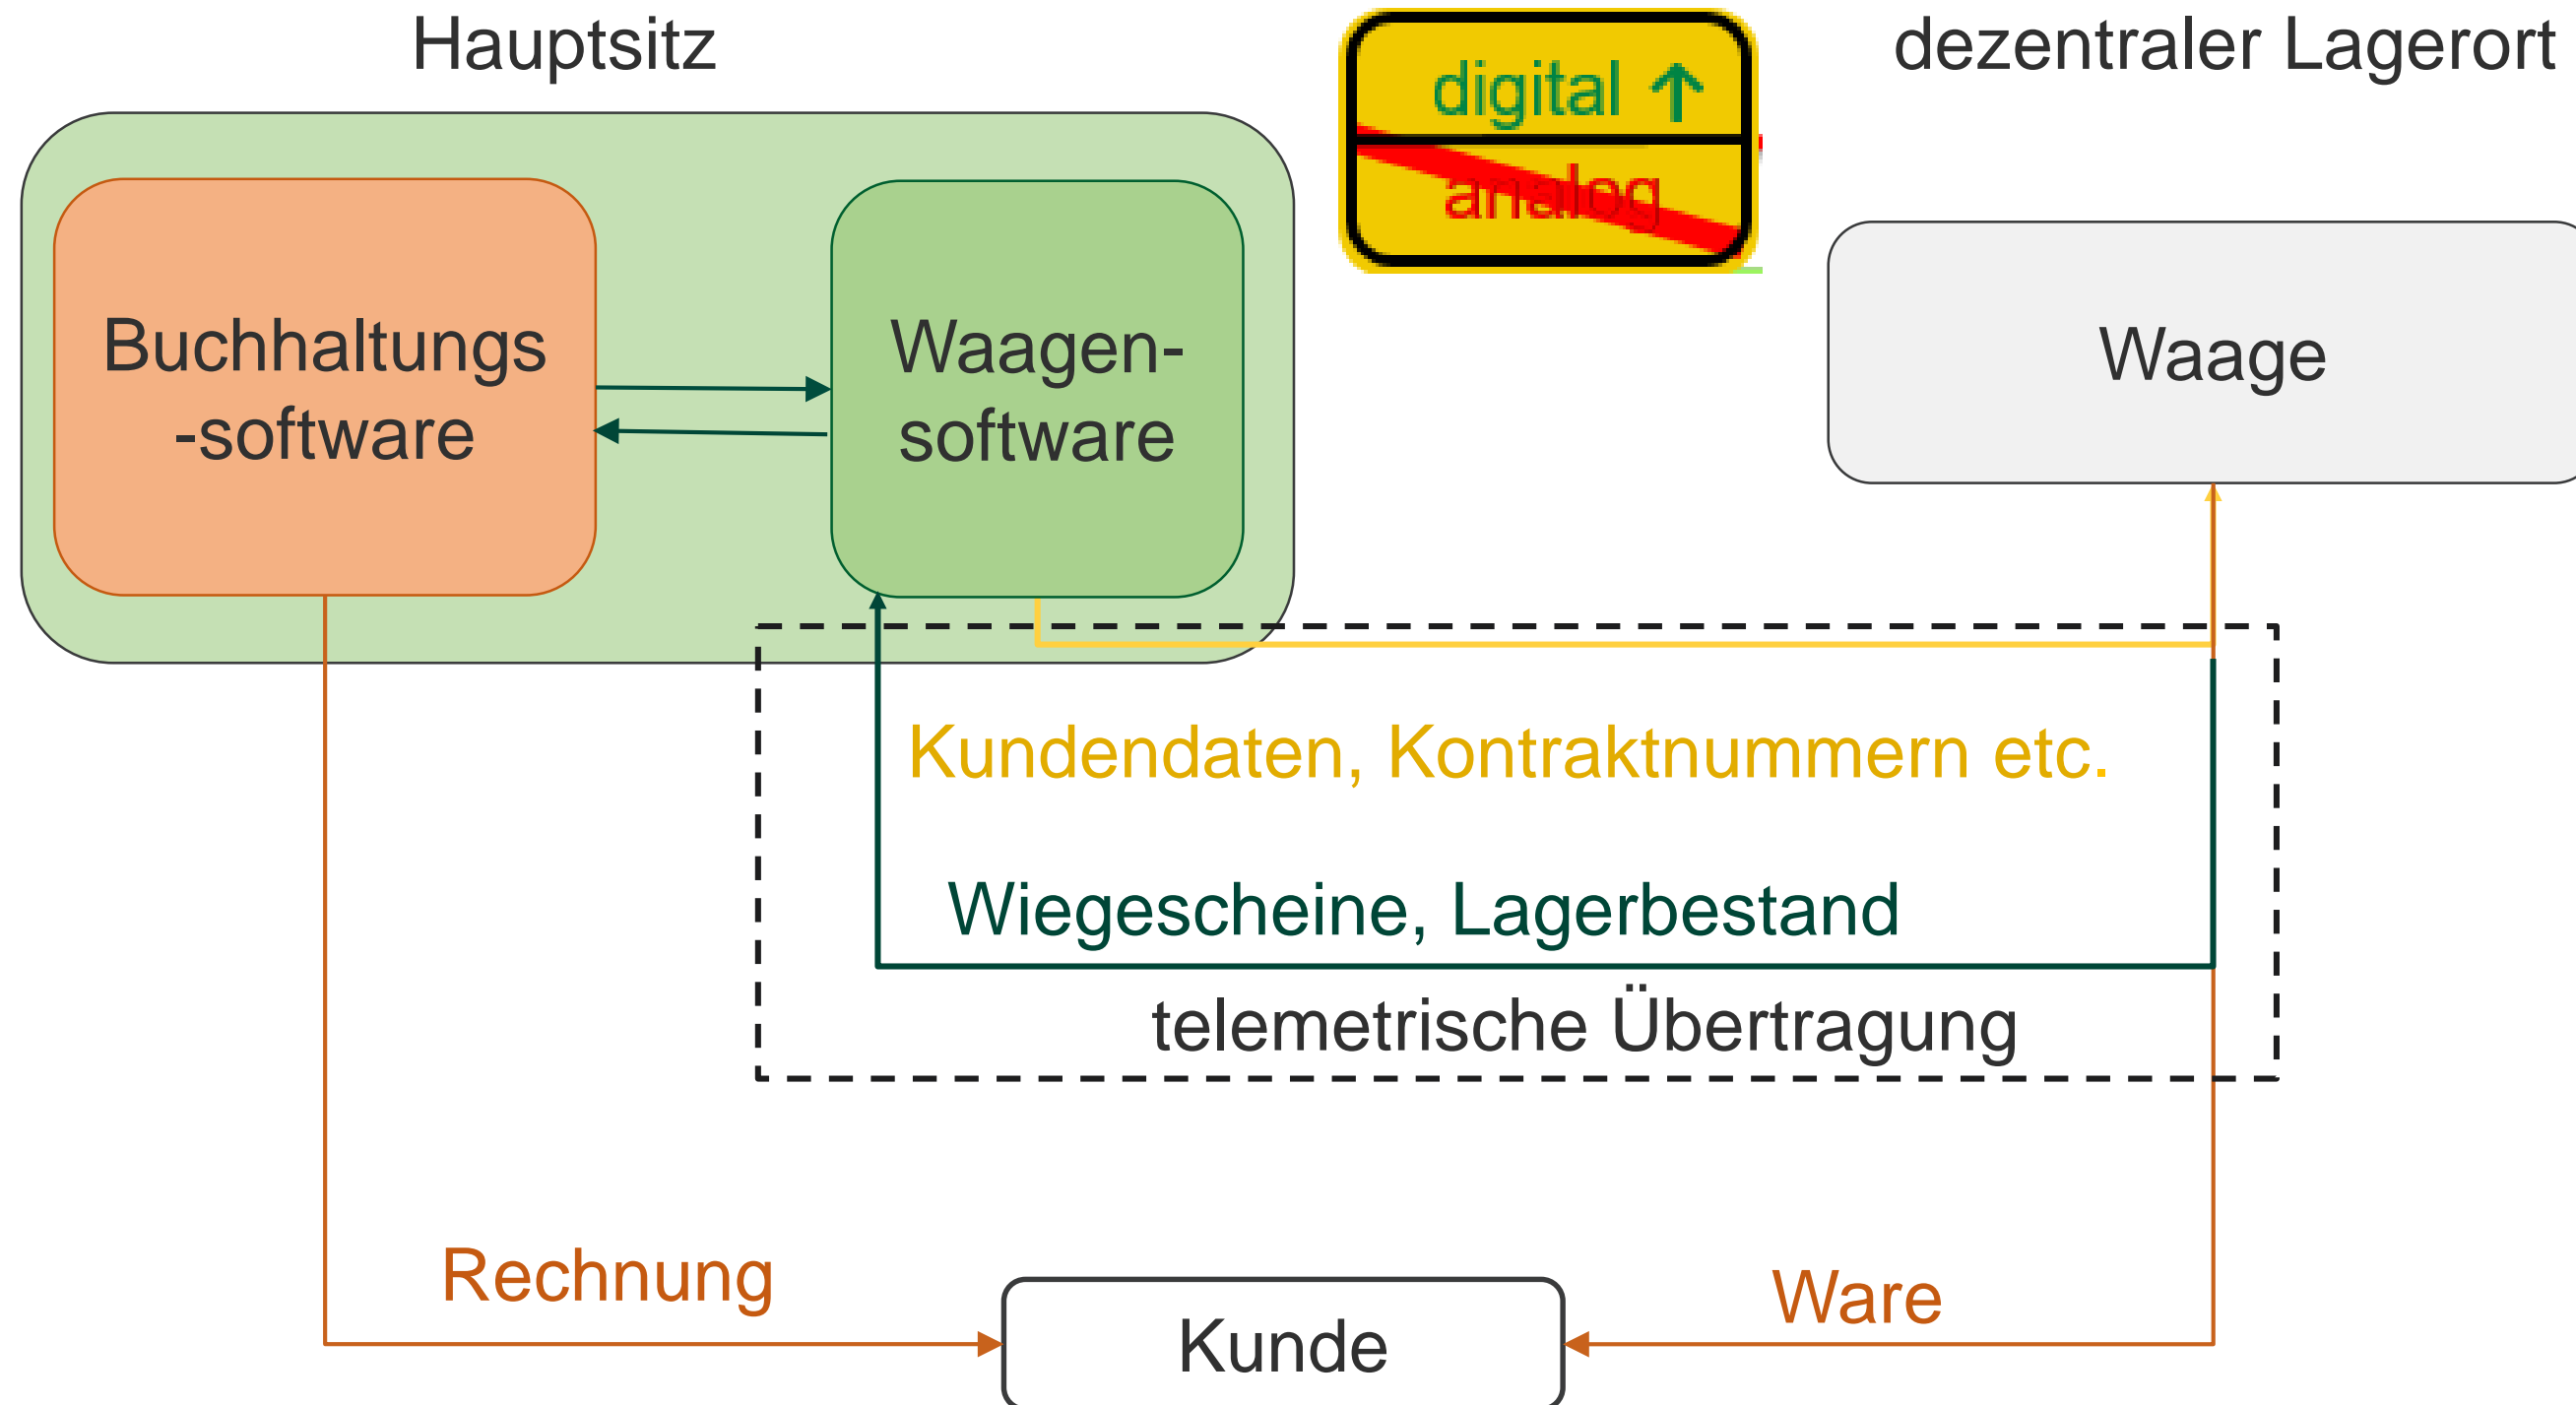 Hauptsitz
digital ↑
analog
dezentraler Lagerort
Buchhaltungs
-software
Waagen-
software
Waage
Kundendaten, Kontraktnummern etc.
Wiegescheine, Lagerbestand
telemetrische Übertragung
Rechnung
Ware
Kunde